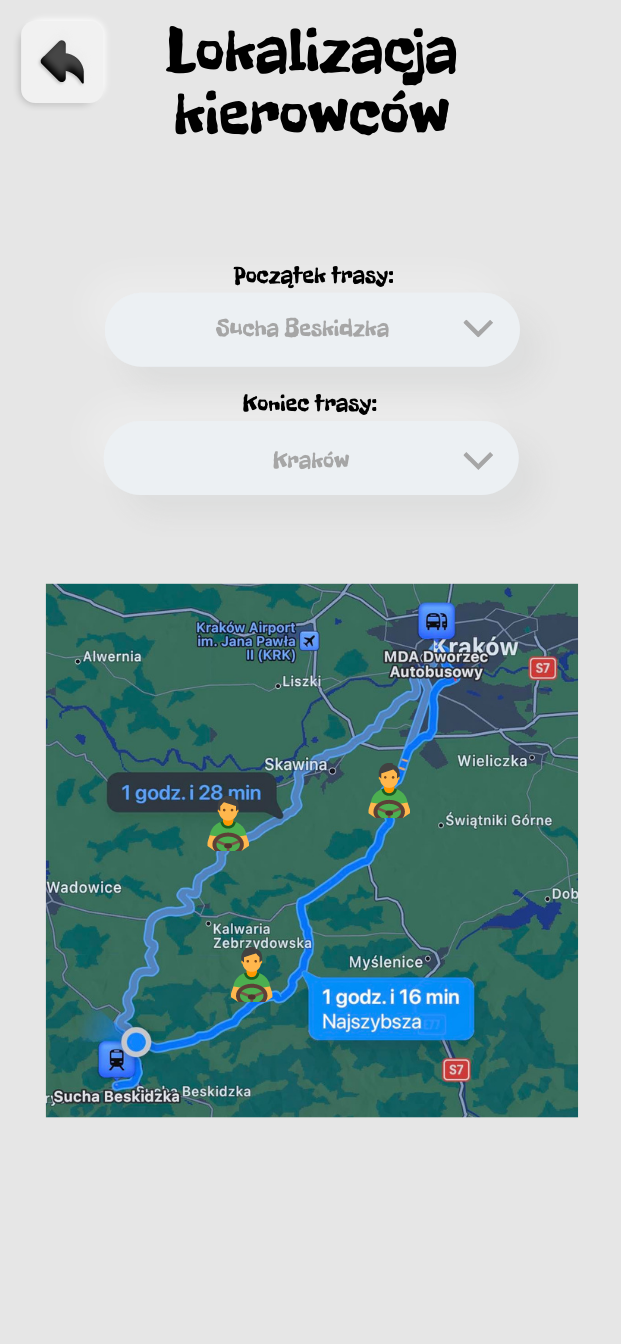 Lokalizacja
kierowców
Początek trasy:
Sucha Beskidzka
Koniec trasy:
Kraków
Kraków Airport
im. Jana Pawła
II (KRK)
Alwernia
Kraków
MDA Dworzec
Autobusowy
S7
Liszki
Skawina
Wieliczka
1 godz. i 28 min
Świątniki Górne
Wadowice
Dob
Kalwaria
Zebrzydowska
Myślenice
1 godz. i 16 min
Najszybsza
S7
Sucha Beskidzka
Sucha Beskidzka